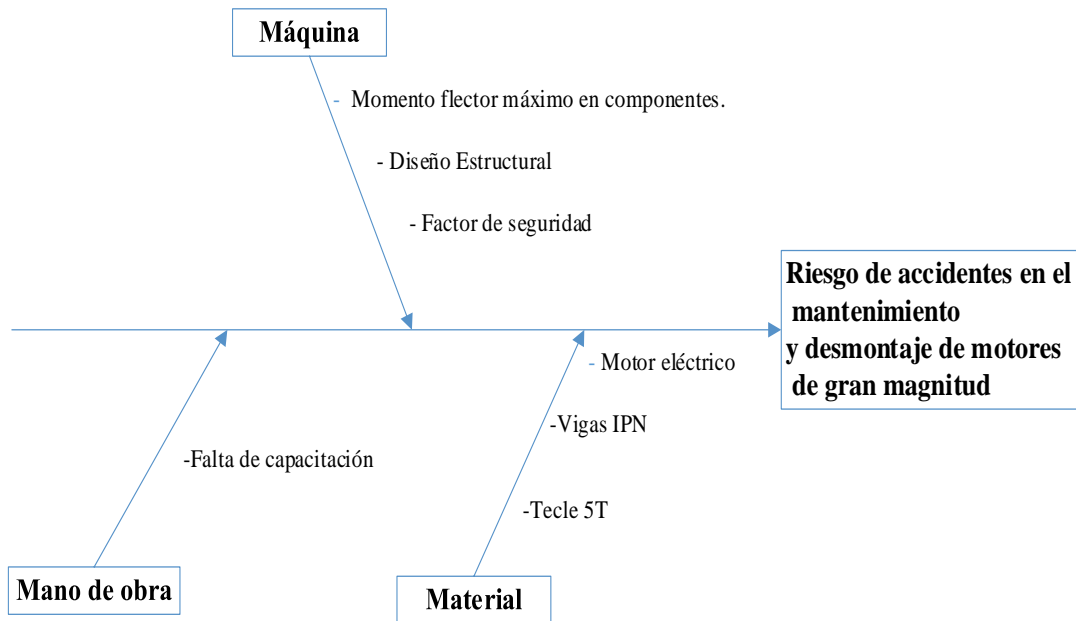 Máquina
- Momento flector máximo en componentes.
- Diseño Estructural
- Factor de seguridad
Riesgo de accidentes en el
mantenimiento
y desmontaje de motores
de gran magnitud
- Motor eléctrico
-Vigas IPN
-Falta de capacitación
-Tecle 5T
Mano de obra
Material